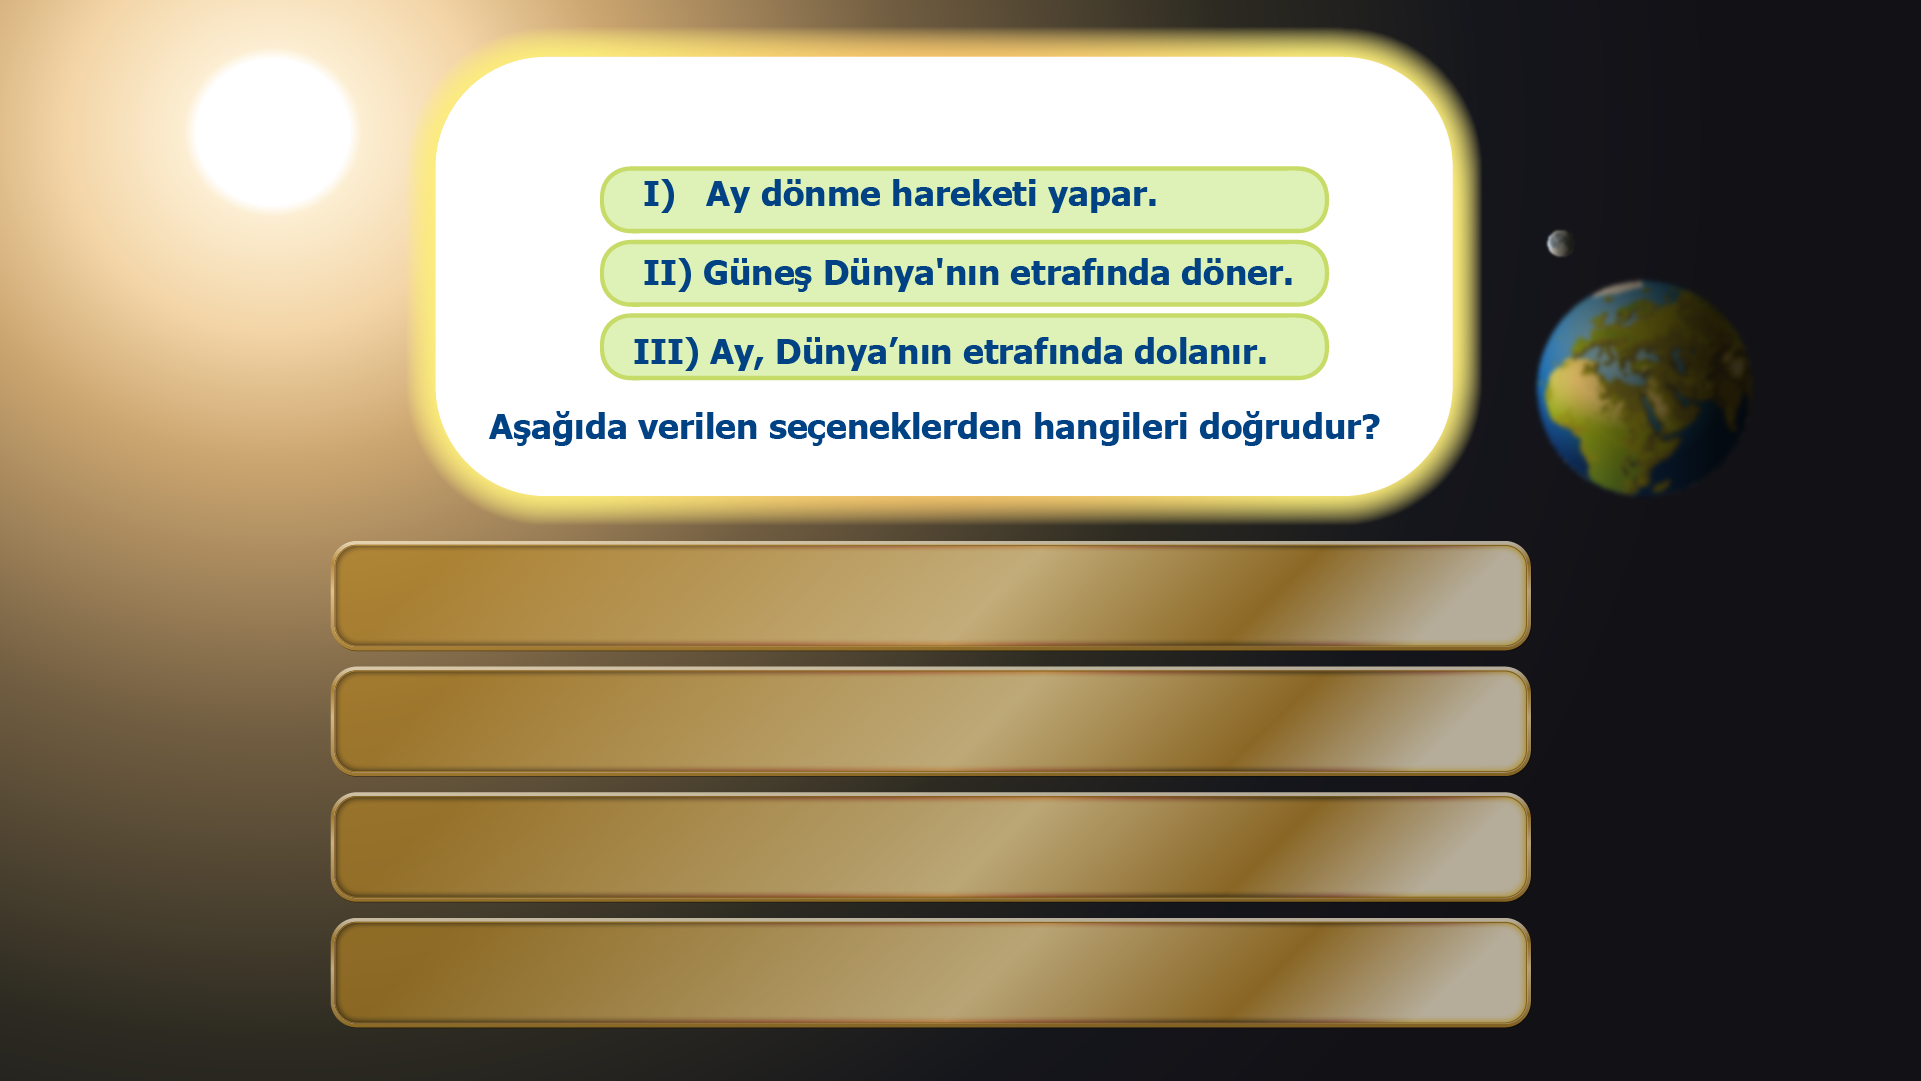 I) Ay dönme hareketi yapar.
II) Güneş Dünya'nın etrafında döner.
III) Ay, Dünya’nın etrafında dolanır.
Aşağıda verilen seçeneklerden hangileri doğrudur?